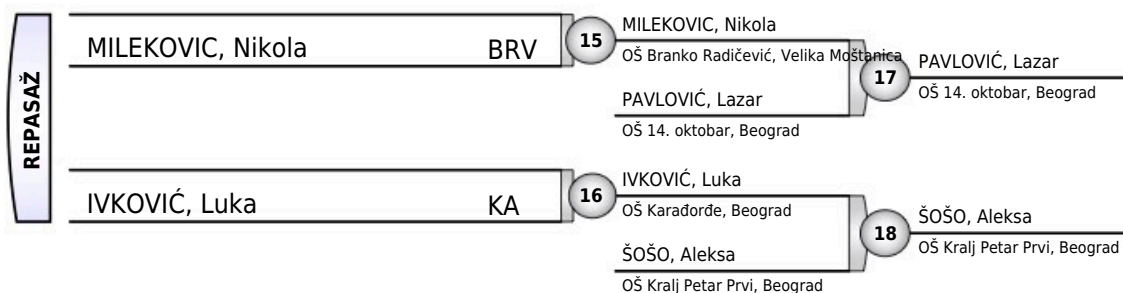 REPASAŽ
MILEKOVIC, Nikola BRV
15
MILEKOVIC, Nikola
OŠ Branko Radičević, Velika Moštanica
PAVLOVIĆ, Lazar
OŠ 14. oktobar, Beograd
17
PAVLOVIĆ, Lazar
OŠ 14. oktobar, Beograd
IVKOVIĆ, Luka KA
16
IVKOVIĆ, Luka
OŠ Karađorđe, Beograd
ŠOŠO, Aleksa
OŠ Kralj Petar Prvi, Beograd
18
ŠOŠO, Aleksa
OŠ Kralj Petar Prvi, Beograd